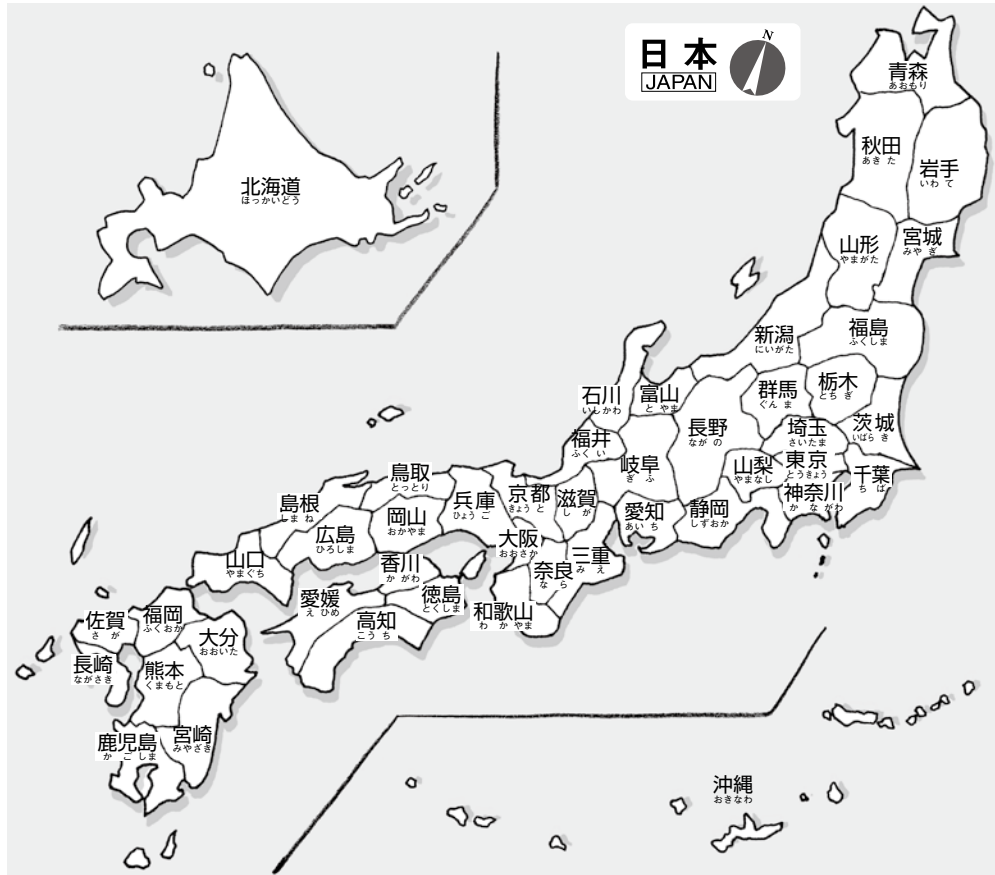 日本
JAPAN
N
北海道
ほっかいどう
青森
あおもり
秋田
あきた
岩手
いわて
山形
やまがた
宮城
みやぎ
新潟
にいがた
福島
ふくしま
石川
いしかわ
富山
とやま
群馬
ぐんま
栃木
とちぎ
福井
ふくい
長野
ながの
埼玉
さいたま
茨城
いばらき
岐阜
ぎふ
山梨
やまなし
東京
とうきょう
千葉
ちば
神奈川
かながわ
鳥取
とっとり
島根
しまね
兵庫
ひょうご
京都
きょうと
滋賀
しが
愛知
あいち
静岡
しずおか
岡山
おかやま
広島
ひろしま
大阪
おおさか
三重
みえ
山口
やまぐち
香川
かがわ
奈良
なら
愛媛
えひめ
徳島
とくしま
高知
こうち
和歌山
わかやま
佐賀
さが
福岡
ふくおか
大分
おおいた
長崎
ながさき
熊本
くまもと
鹿児島
かごしま
宮崎
みやざき
沖縄
おきなわ